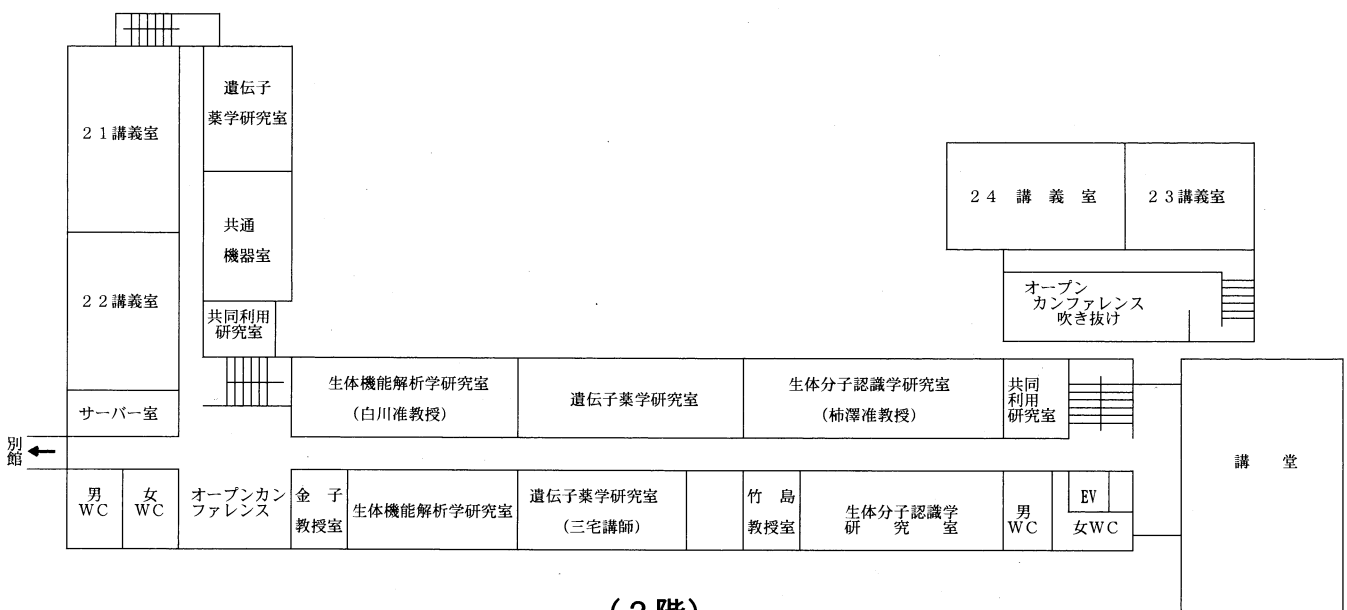 遺伝子
薬学研究室
２１講義室
２４ 講 義 室
２３講義室
共通
機器室
２２講義室
オープン
カンファレンス
吹き抜け
共同利用
研究室
生体機能解析学研究室
(白川准教授)
遺伝子薬学研究室
生体分子認識学研究室
(柿澤准教授)
共同
利用
研究室
サーバー室
別館
講 堂
男
WC
女
WC
オープンカン
ファレンス
金 子
教授室
生体機能解析学研究室
遺伝子薬学研究室
(三宅講師)
竹 島
教授室
生体分子認識学
研 究 室
男
WC
EV
女WC
(２階)